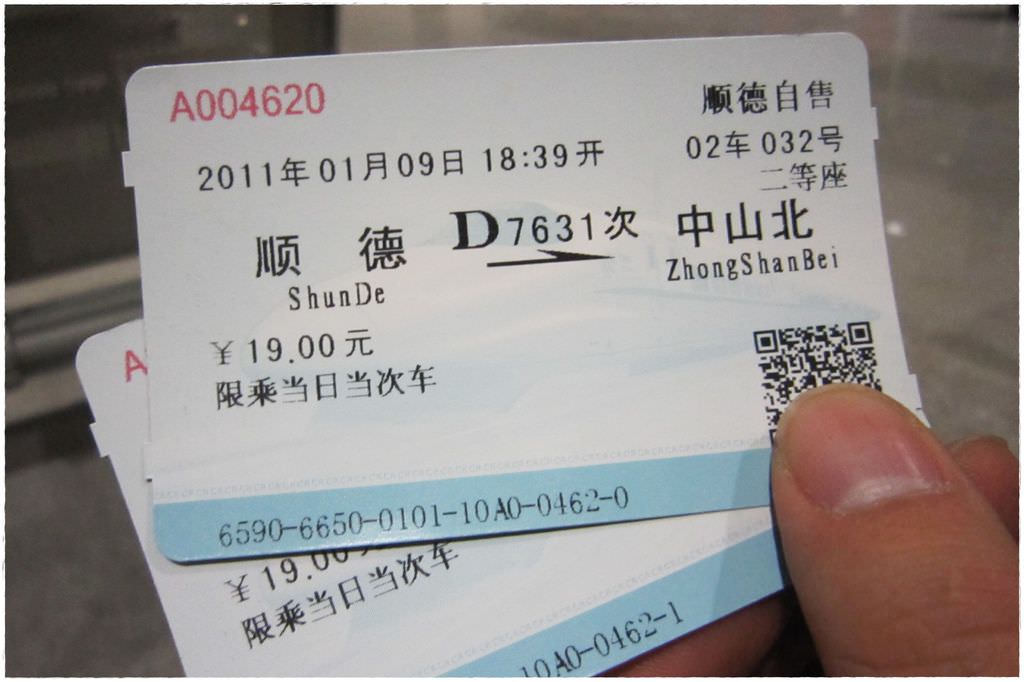 A004620
顺德自售
2011年01月09日 18:39开
02车 032号
二等座
顺 德
D7631次
中山北
ShunDe
ZhongShanBei
¥19.00元
限乘当日当次车
6590-6650-0101-10A0-0462-0
A
¥19.00
限乘当日当次车
10A0-0462-1